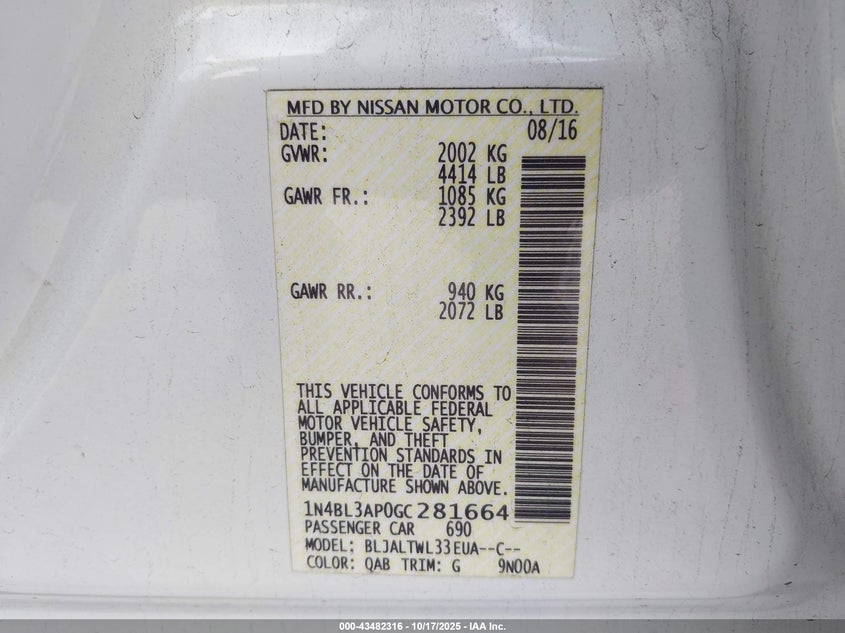 MFD BY NISSAN MOTOR CO., LTD.
DATE: 08/16
GVWR: 2002 KG
4414 LB
GAWR FR.: 1085 KG
2392 LB
GAWR RR.: 940 KG
2072 LB
THIS VEHICLE CONFORMS TO
ALL APPLICABLE FEDERAL
MOTOR VEHICLE SAFETY,
BUMPER, AND THEFT
PREVENTION STANDARDS IN
EFFECT ON THE DATE OF
MANUFACTURE SHOWN ABOVE.
1N4BL3AP0GC281664
PASSENGER CAR 690
MODEL: BLJALTWL33EUA--C--
COLOR: QAB TRIM: G 9N00A
000-43482316 - 10/17/2025 - IAA Inc.